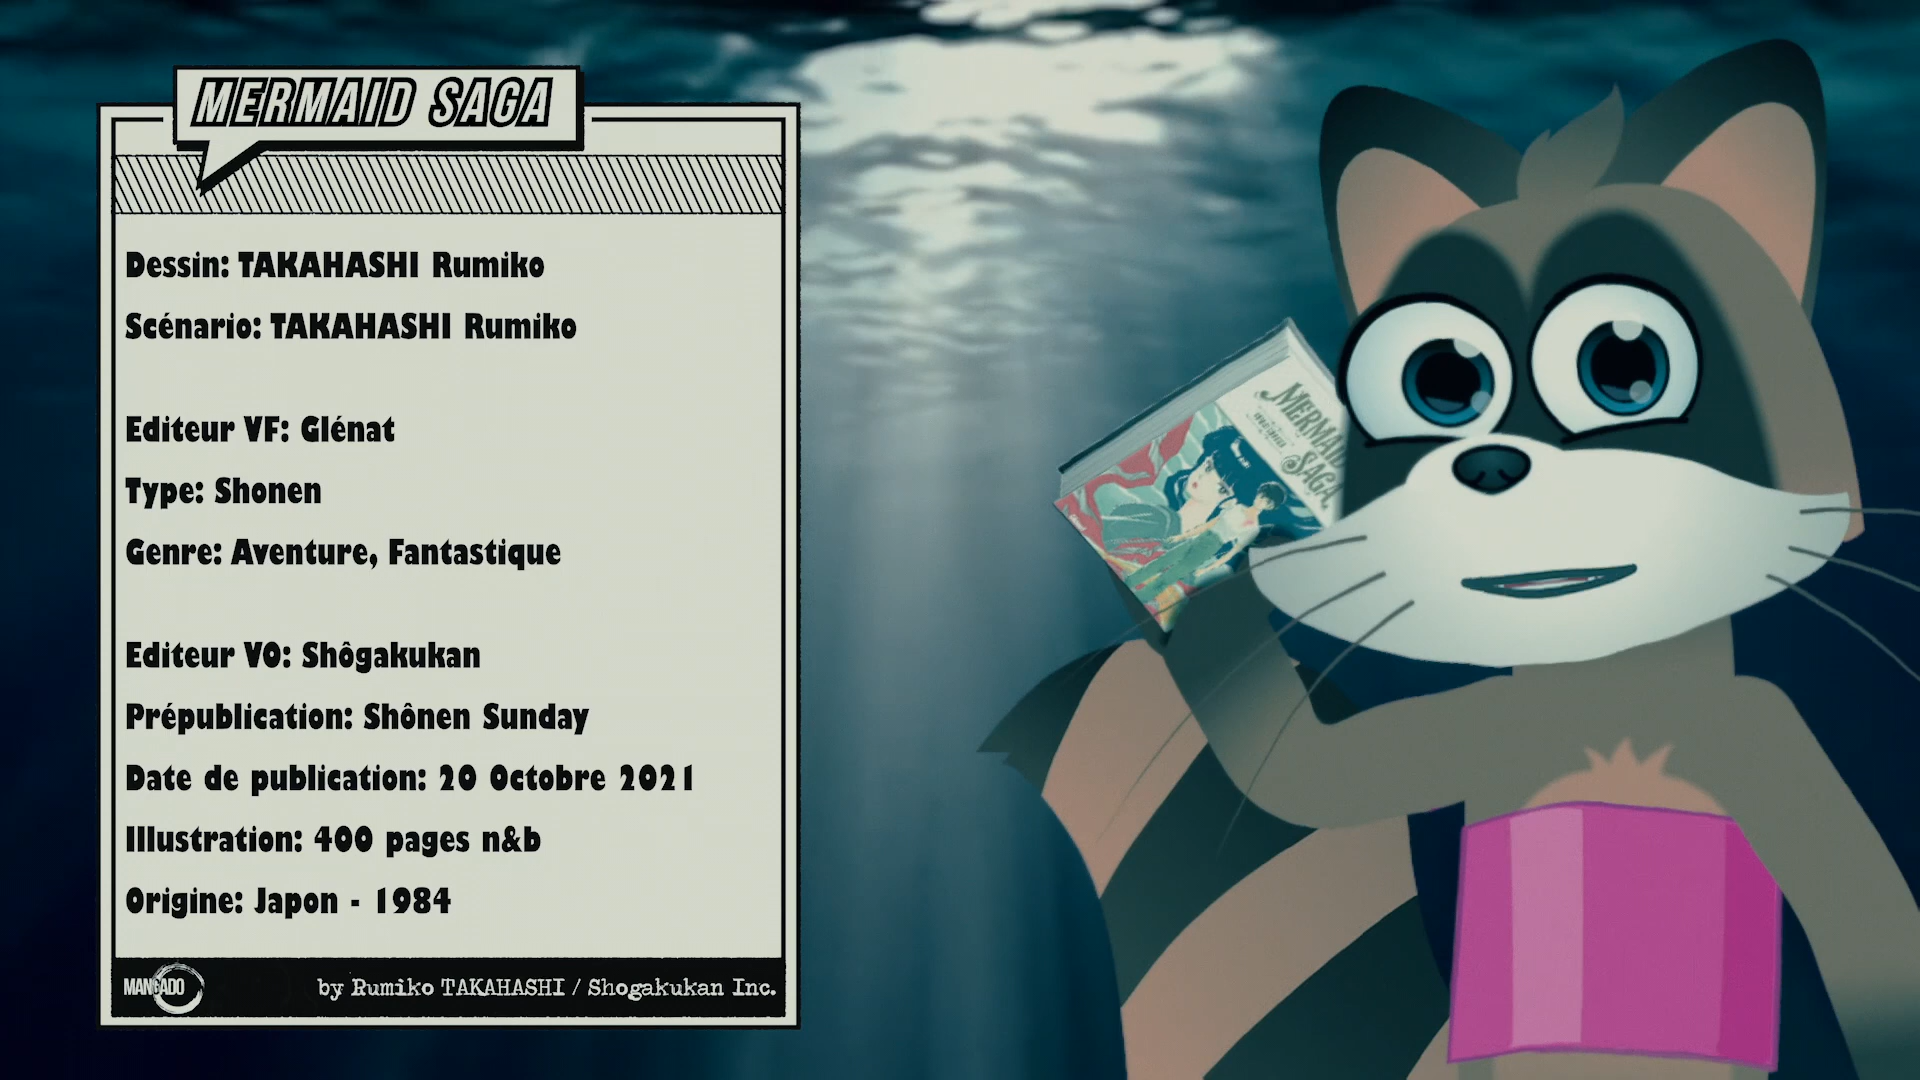 MERMAID SAGA
Dessin: TAKAHASHI Rumiko
Scénario: TAKAHASHI Rumiko
Editeur VF: Glénat
Type: Shonen
Genre: Aventure, Fantastique
Editeur VO: Shôgakukan
Prépublication: Shônen Sunday
Date de publication: 20 Octobre 2021
Illustration: 400 pages n&b
Origine: Japon - 1984
MANGADO
by Rumiko TAKAHASHI / Shogakukan Inc.
MERMAID
SAGA